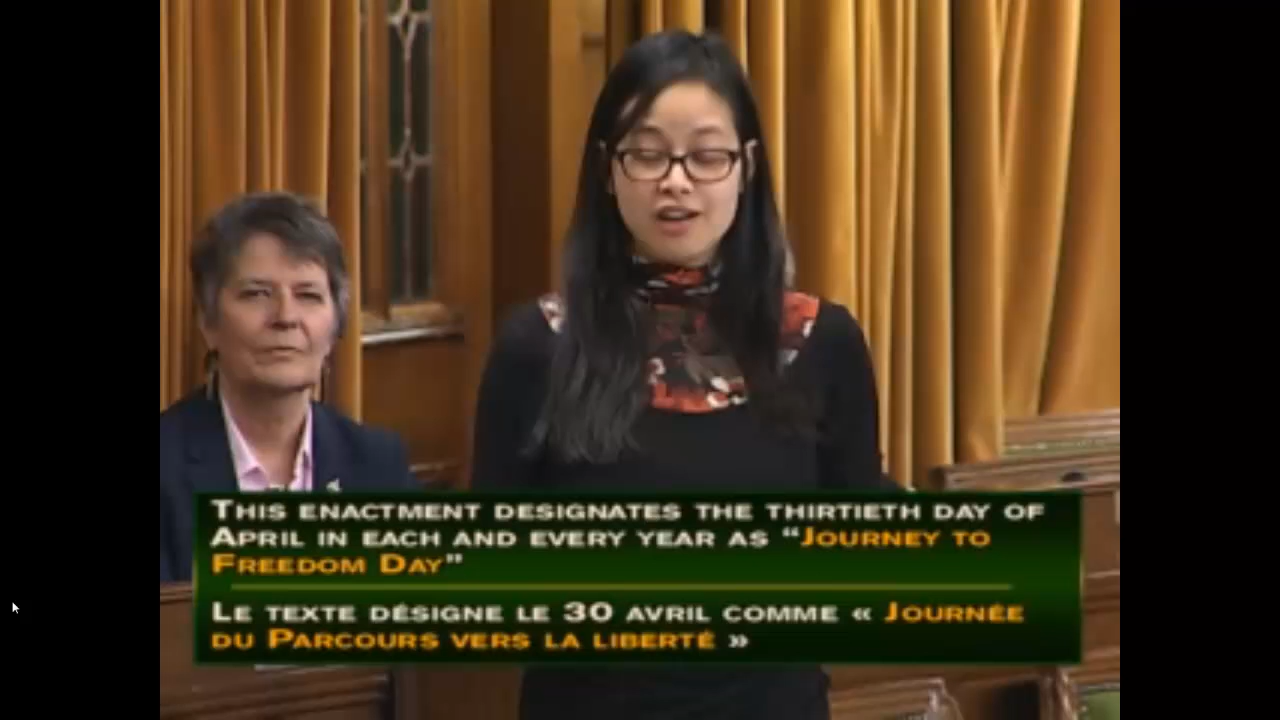 THIS ENACTMENT DESIGNATES THE THIRTIETH DAY OF
APRIL IN EACH AND EVERY YEAR AS “JOURNEY TO
FREEDOM DAY”
LE TEXTE DÉSIGNE LE 30 AVRIL COMME « JOURNÉE
DU PARCOURS VERS LA LIBERTÉ »